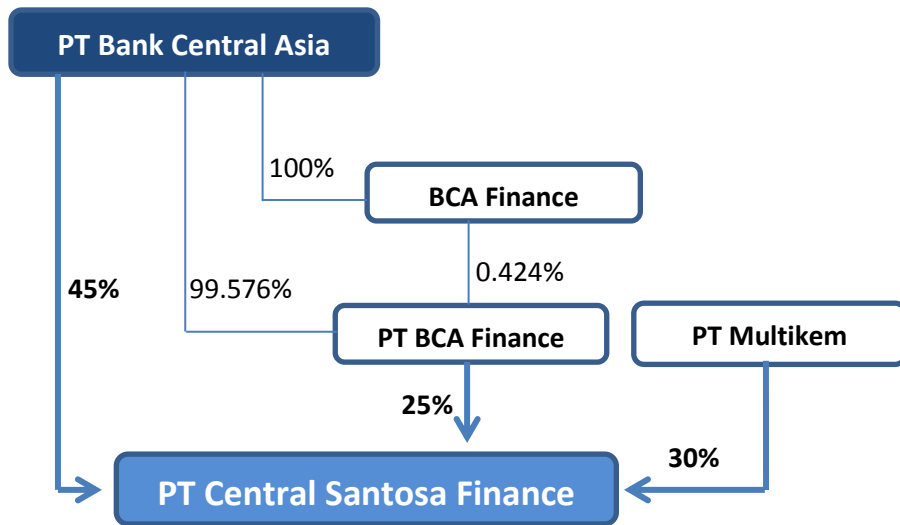 PT Bank Central Asia
100%
BCA Finance
45%
99.576%
0.424%
PT BCA Finance
PT Multikem
25%
30%
PT Central Santosa Finance